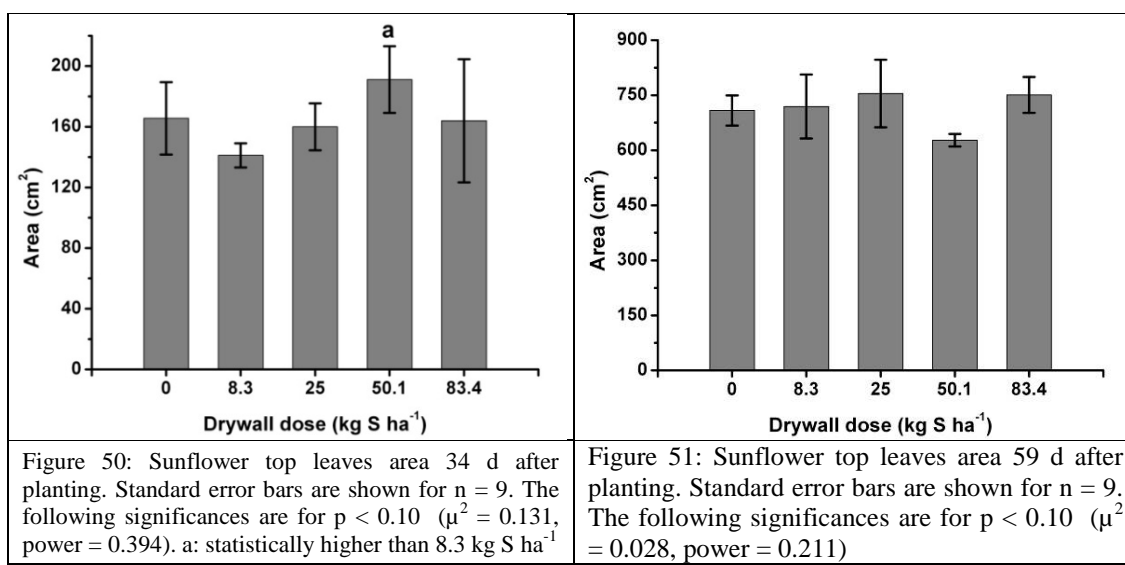 a
200
160
120
80
40
0
Area (cm²)
0 8.3 25 50.1 83.4
Drywall dose (kg S ha⁻¹)
Figure 50: Sunflower top leaves area 34 d after
planting. Standard error bars are shown for n = 9. The
following significances are for p < 0.10 (µ² = 0.131,
power = 0.394). a: statistically higher than 8.3 kg S ha⁻¹
900
750
600
450
300
150
0
Area (cm²)
0 8.3 25 50.1 83.4
Drywall dose (kg S ha⁻¹)
Figure 51: Sunflower top leaves area 59 d after
planting. Standard error bars are shown for n = 9.
The following significances are for p < 0.10 (µ²
= 0.028, power = 0.211)